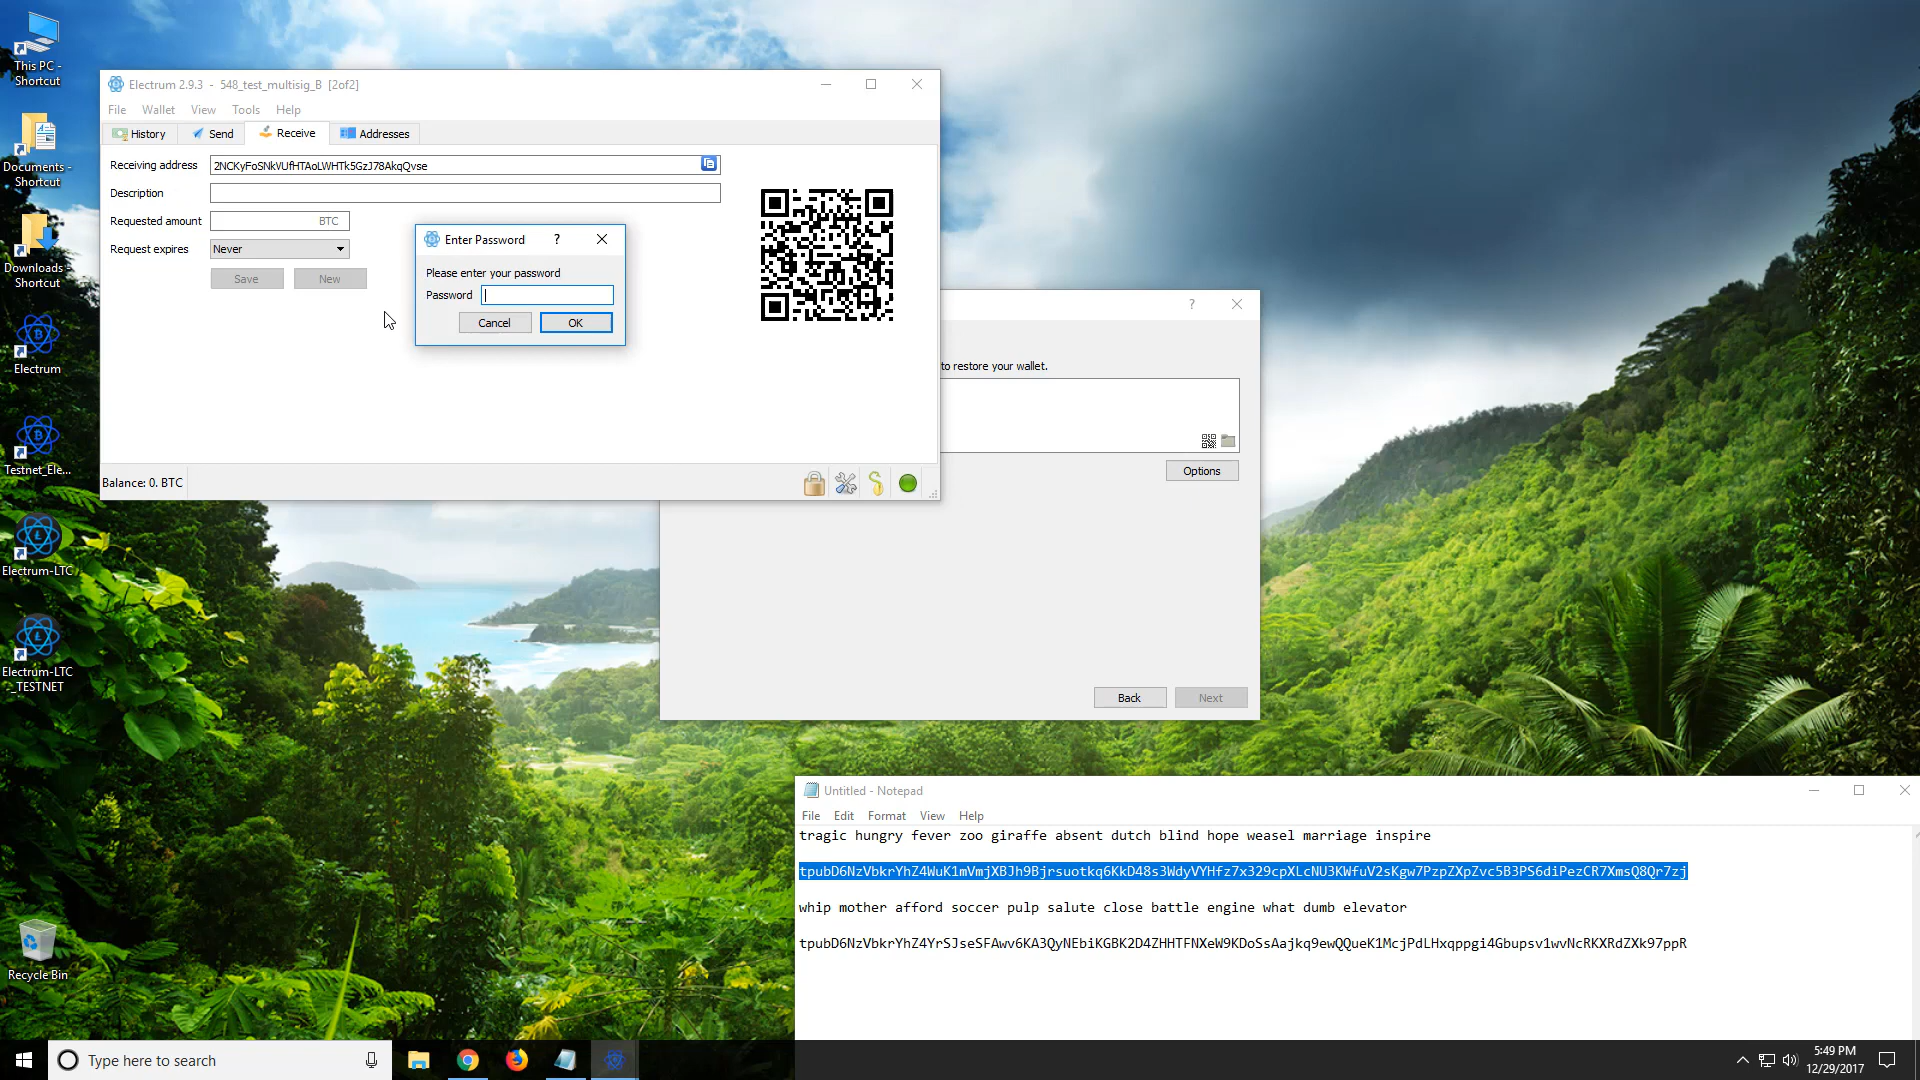 This PC -
Shortcut
Documents -
Shortcut
Downloads -
Shortcut
Electrum
Testnet_Ele...
Electrum-LTC
Electrum-LTC
_TESTNET
Recycle Bin
Electrum 2.9.3 - 548_test_multisig_B [2of2]
File Wallet View Tools Help
History Send Receive Addresses
Receiving address 2NCKyFoSNkVUfHTAoLWHTk5GzJ78AkqQvse
Description
Requested amount BTC
Request expires Never
Save New
Balance: 0. BTC
Enter Password ?
Please enter your password
Password
Cancel OK
?
to restore your wallet.
Options
Back Next
Untitled - Notepad
File Edit Format View Help
tragic hungry fever zoo giraffe absent dutch blind hope weasel marriage inspire
tpubD6NzVbkrYhZ4WuK1mVmjXBJh9Bjrsuotkq6KkD48s3WdyVYHfz7x329cpXLcNU3KWfuV2sKgw7PzpZXpZvc5B3PS6diPezCR7XmsQ8Qr7zj
whip mother afford soccer pulp salute close battle engine what dumb elevator
tpubD6NzVbkrYhZ4YrSJseSFAwv6KA3QyNEbiKGBK2D4ZHHTFNXeW9KDoSsAajkq9ewQQueK1McjPdLHxqppgi4Gbupsv1wvNcRKXRdZXk97ppR
Type here to search
5:49 PM
12/29/2017